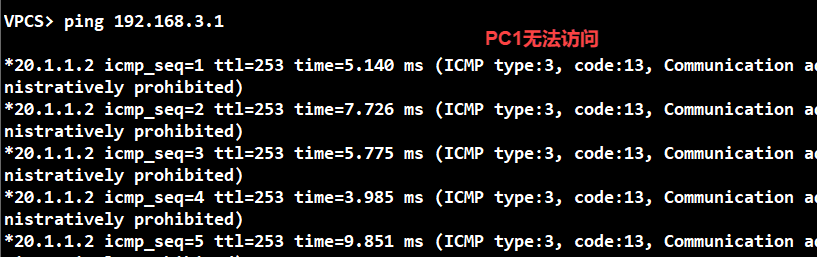 VPCS> ping 192.168.3.1
PC1无法访问
*20.1.1.2 icmp_seq=1 ttl=253 time=5.140 ms (ICMP type:3, code:13, Communication ad
nistratively prohibited)
*20.1.1.2 icmp_seq=2 ttl=253 time=7.726 ms (ICMP type:3, code:13, Communication ad
nistratively prohibited)
*20.1.1.2 icmp_seq=3 ttl=253 time=5.775 ms (ICMP type:3, code:13, Communication ad
nistratively prohibited)
*20.1.1.2 icmp_seq=4 ttl=253 time=3.985 ms (ICMP type:3, code:13, Communication ad
nistratively prohibited)
*20.1.1.2 icmp_seq=5 ttl=253 time=9.851 ms (ICMP type:3, code:13, Communication ad